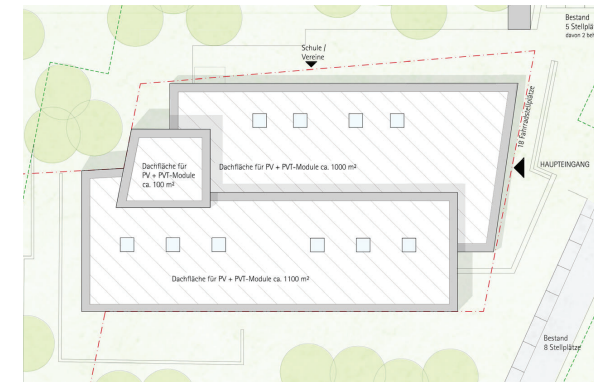 Bestand
5 Stellplä
davon 2 beh
Schule /
Vereine
18 Fahrradstellplätze
HAUPTEINGANG
Dachfläche für
PV + PVT-Module
ca. 100 m²
Dachfläche für PV + PVT-Module ca. 1000 m²
Dachfläche für PV + PVT-Module ca. 1100 m²
Bestand
8 Stellplätze